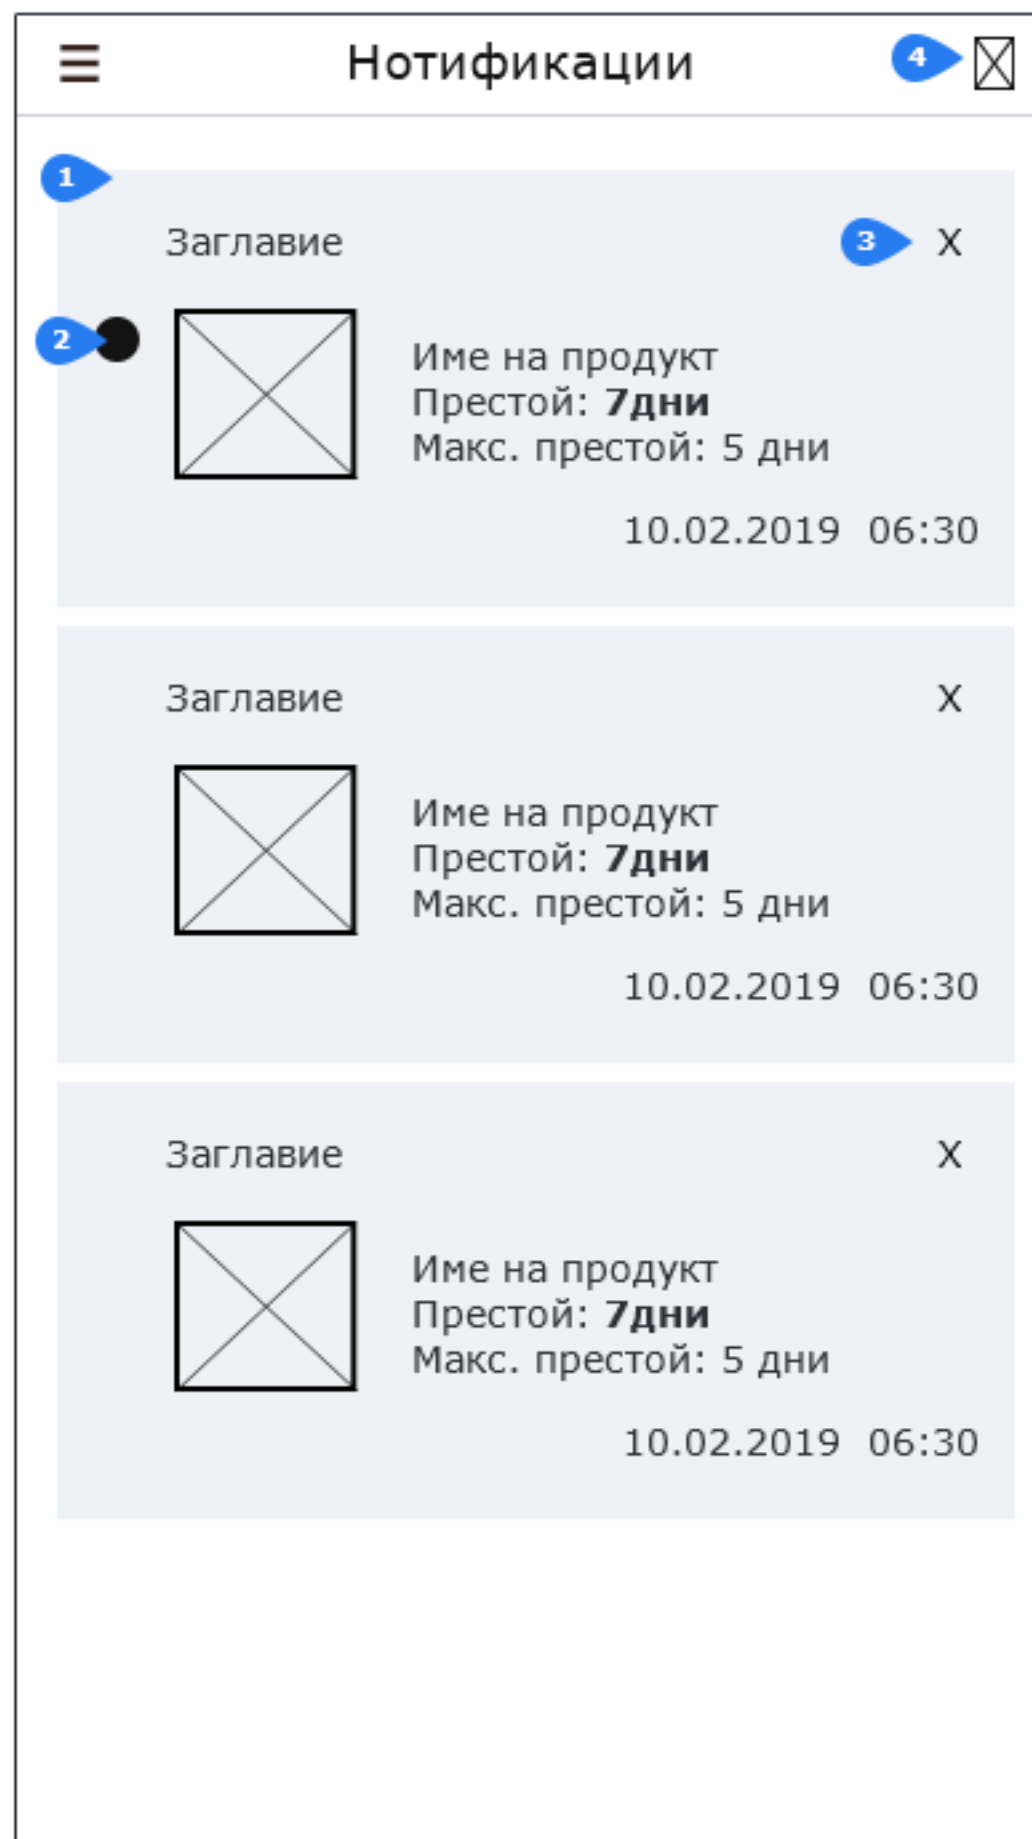 Нотификации 4
1
Заглавие 3 X
2
Име на продукт
Престой: 7дни
Макс. престой: 5 дни
10.02.2019 06:30
Заглавие X
Име на продукт
Престой: 7дни
Макс. престой: 5 дни
10.02.2019 06:30
Заглавие X
Име на продукт
Престой: 7дни
Макс. престой: 5 дни
10.02.2019 06:30